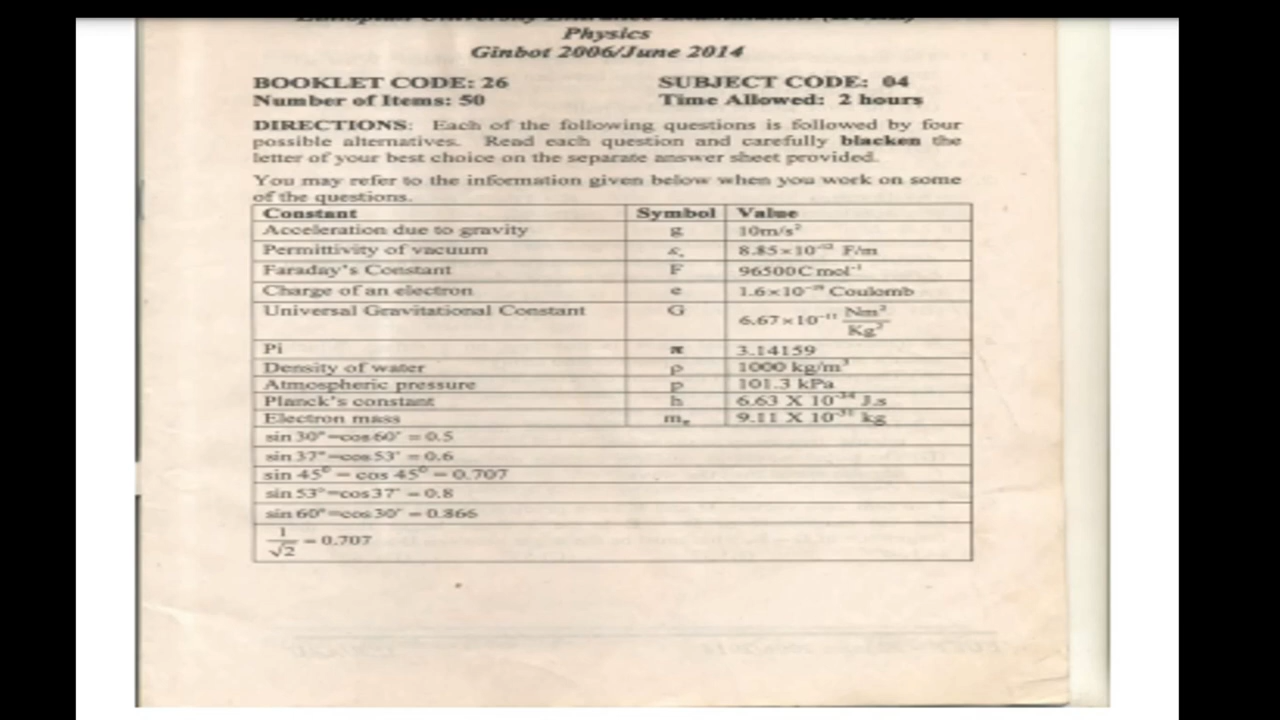 Physics
Ginbot 2006/June 2014
BOOKLET CODE: 26 SUBJECT CODE: 04
Number of Items: 50 Time Allowed: 2 hours
DIRECTIONS: Each of the following questions is followed by four
possible alternatives. Read each question and carefully blacken the
letter of your best choice on the separate answer sheet provided.
You may refer to the information given below when you work on some
of the questions.
Constant Symbol Value
Acceleration due to gravity g 10m/s²
Permittivity of vacuum ε₀ 8.85×10⁻¹² F/m
Faraday's Constant F 96500C mol⁻¹
Charge of an electron e 1.6×10⁻¹⁹ Coulomb
Universal Gravitational Constant G 6.67×10⁻¹¹ Nm²/Kg²
Pi π 3.14159
Density of water ρ 1000 kg/m³
Atmospheric pressure p 101.3 kPa
Planck's constant h 6.63 X 10⁻³⁴ J.s
Electron mass mₑ 9.11 X 10⁻³¹ kg
sin 30°=cos 60° = 0.5
sin 37°=cos 53° = 0.6
sin 45⁰ = cos 45⁰ = 0.707
sin 53°=cos 37° = 0.8
sin 60°=cos 30° = 0.866
1/√2 = 0.707